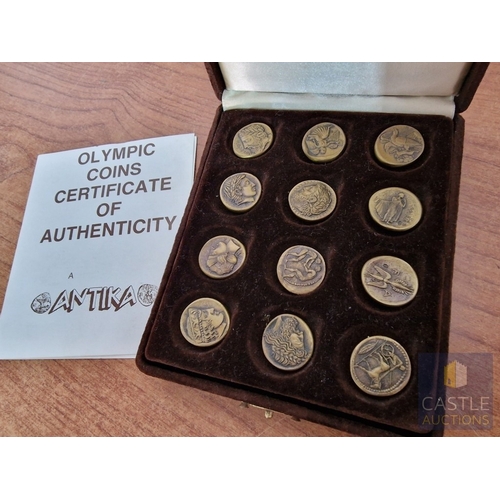 OLYMPIC
COINS
CERTIFICATE
OF
AUTHENTICITY
A
ANTIKA
CASTLE
AUCTIONS